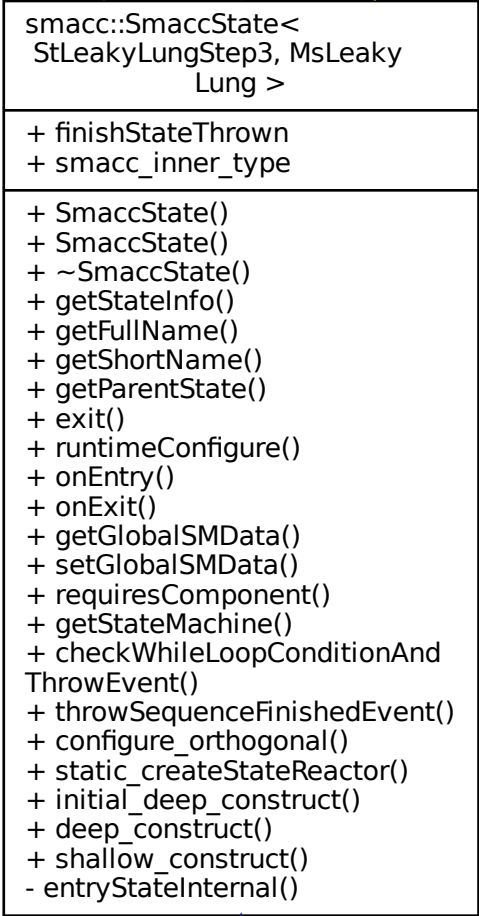 smacc::SmaccState<
StLeakyLungStep3, MsLeaky
Lung >
+ finishStateThrown
+ smacc_inner_type
+ SmaccState()
+ SmaccState()
+ ~SmaccState()
+ getStateInfo()
+ getFullName()
+ getShortName()
+ getParentState()
+ exit()
+ runtimeConfigure()
+ onEntry()
+ onExit()
+ getGlobalSMData()
+ setGlobalSMData()
+ requiresComponent()
+ getStateMachine()
+ checkWhileLoopConditionAnd
ThrowEvent()
+ throwSequenceFinishedEvent()
+ configure_orthogonal()
+ static_createStateReactor()
+ initial_deep_construct()
+ deep_construct()
+ shallow_construct()
- entryStateInternal()